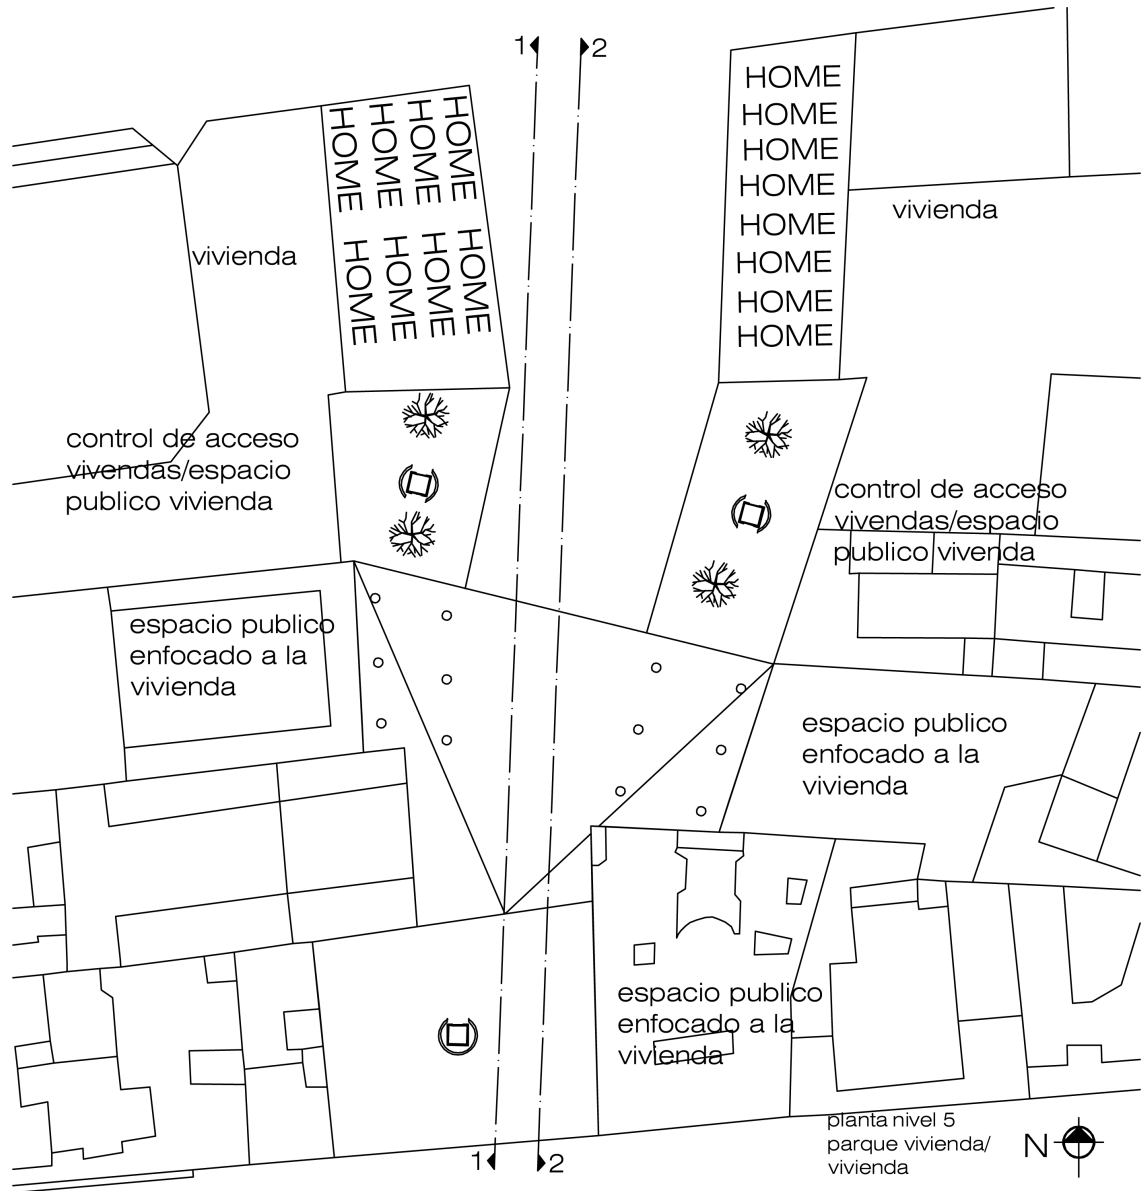 1
2
HOME
HOME
HOME
HOME
HOME
HOME
HOME
HOME
vivienda
HOME
HOME
HOME
HOME
HOME
HOME
HOME
HOME
vivienda
control de acceso
vivendas/espacio
publico vivienda
control de acceso
vivendas/espacio
publico vivenda
espacio publico
enfocado a la
vivienda
espacio publico
enfocado a la
vivienda
espacio publico
enfocado a la
vivienda
1
2
planta nivel 5
parque vivienda/
vivienda
N